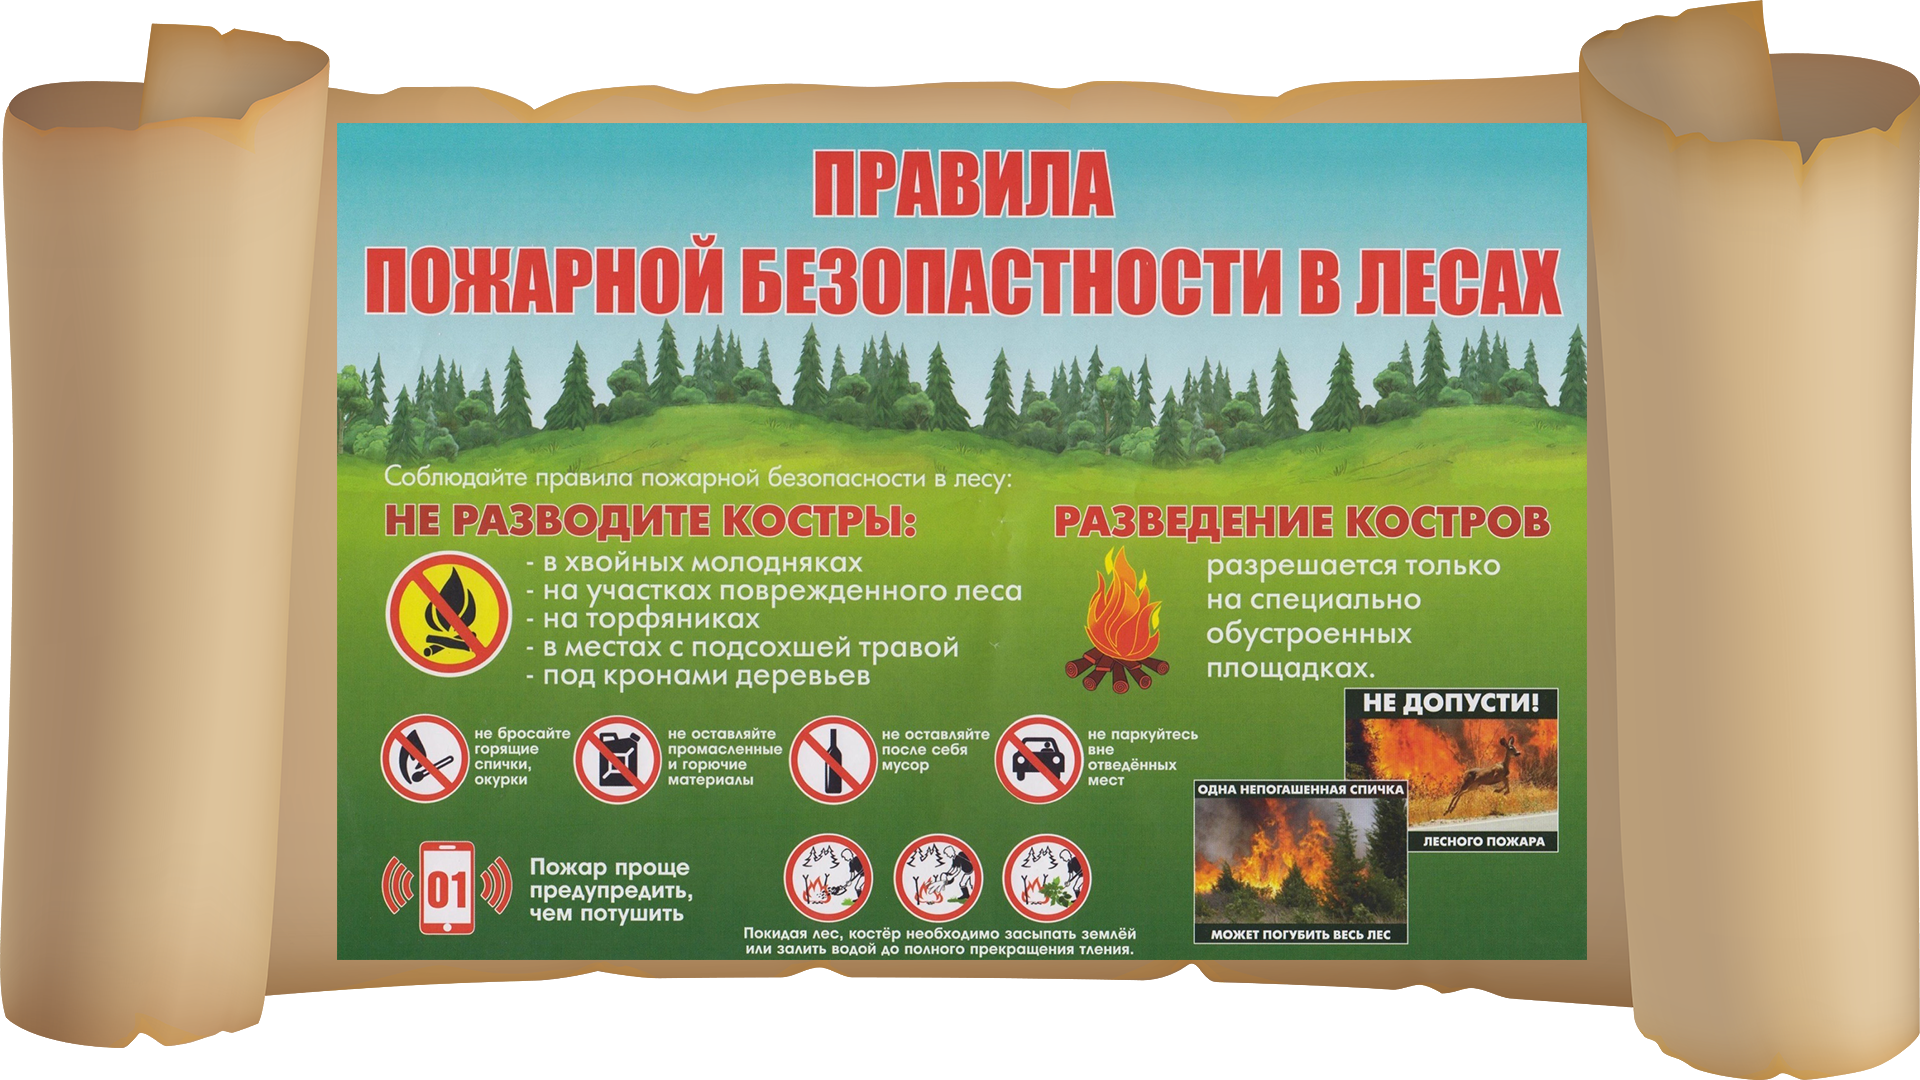 ПРАВИЛА
ПОЖАРНОЙ БЕЗОПАСТНОСТИ В ЛЕСАХ
Соблюдайте правила пожарной безопасности в лесу:
НЕ РАЗВОДИТЕ КОСТРЫ:
- в хвойных молодняках
- на участках поврежденного леса
- на торфяниках
- в местах с подсохшей травой
- под кронами деревьев
РАЗВЕДЕНИЕ КОСТРОВ
разрешается только
на специально
обустроенных
площадках.
не бросайте
горящие
спички,
окурки
не оставляйте
промасленные
и горючие
материалы
не оставляйте
после себя
мусор
не паркуйтесь
вне
отведённых
мест
НЕ ДОПУСТИ!
ЛЕСНОГО ПОЖАРА
ОДНА НЕПОГАШЕННАЯ СПИЧКА
МОЖЕТ ПОГУБИТЬ ВЕСЬ ЛЕС
01
Пожар проще
предупредить,
чем потушить
Покидая лес, костёр необходимо засыпать землёй
или залить водой до полного прекращения тления.